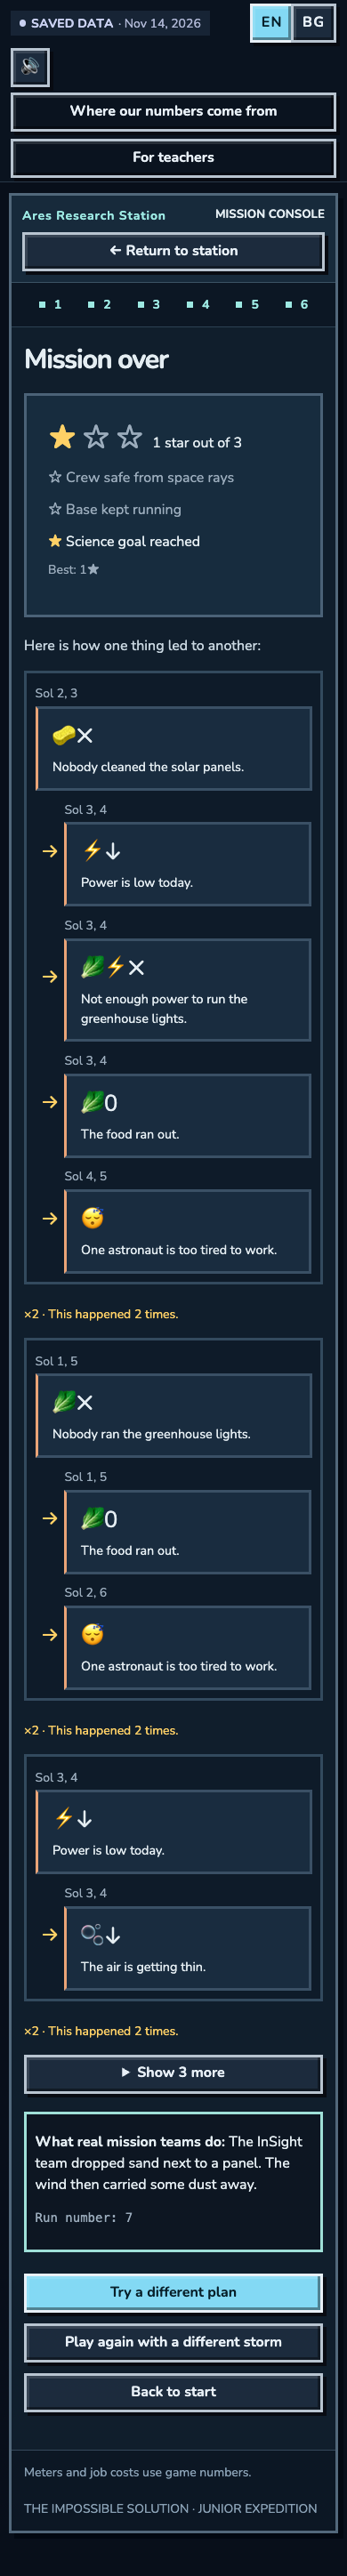 SAVED DATA · Nov 14, 2026
EN BG
Where our numbers come from
For teachers
Ares Research Station
MISSION CONSOLE
← Return to station
1 2 3 4 5 6
Mission over
1 star out of 3
Crew safe from space rays
Base kept running
Science goal reached
Best: 1★
Here is how one thing led to another:
Sol 2, 3
Nobody cleaned the solar panels.
Sol 3, 4
→ ⚡↓
Power is low today.
Sol 3, 4
Not enough power to run the
greenhouse lights.
Sol 3, 4
0
The food ran out.
Sol 4, 5
One astronaut is too tired to work.
×2 · This happened 2 times.
Sol 1, 5
Nobody ran the greenhouse lights.
Sol 1, 5
0
The food ran out.
Sol 2, 6
One astronaut is too tired to work.
×2 · This happened 2 times.
Sol 3, 4
Power is low today.
Sol 3, 4
The air is getting thin.
×2 · This happened 2 times.
▶ Show 3 more
What real mission teams do: The InSight
team dropped sand next to a panel. The
wind then carried some dust away.
Run number: 7
Try a different plan
Play again with a different storm
Back to start
Meters and job costs use game numbers.
THE IMPOSSIBLE SOLUTION · JUNIOR EXPEDITION